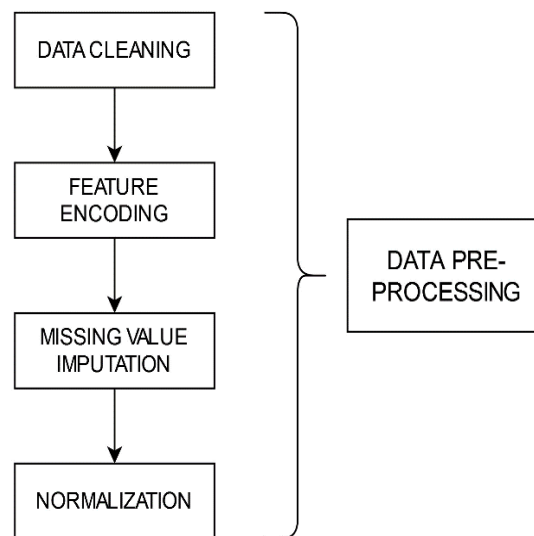 DATA CLEANING
FEATURE
ENCODING
MISSING VALUE
IMPUTATION
NORMALIZATION
DATA PRE-
PROCESSING